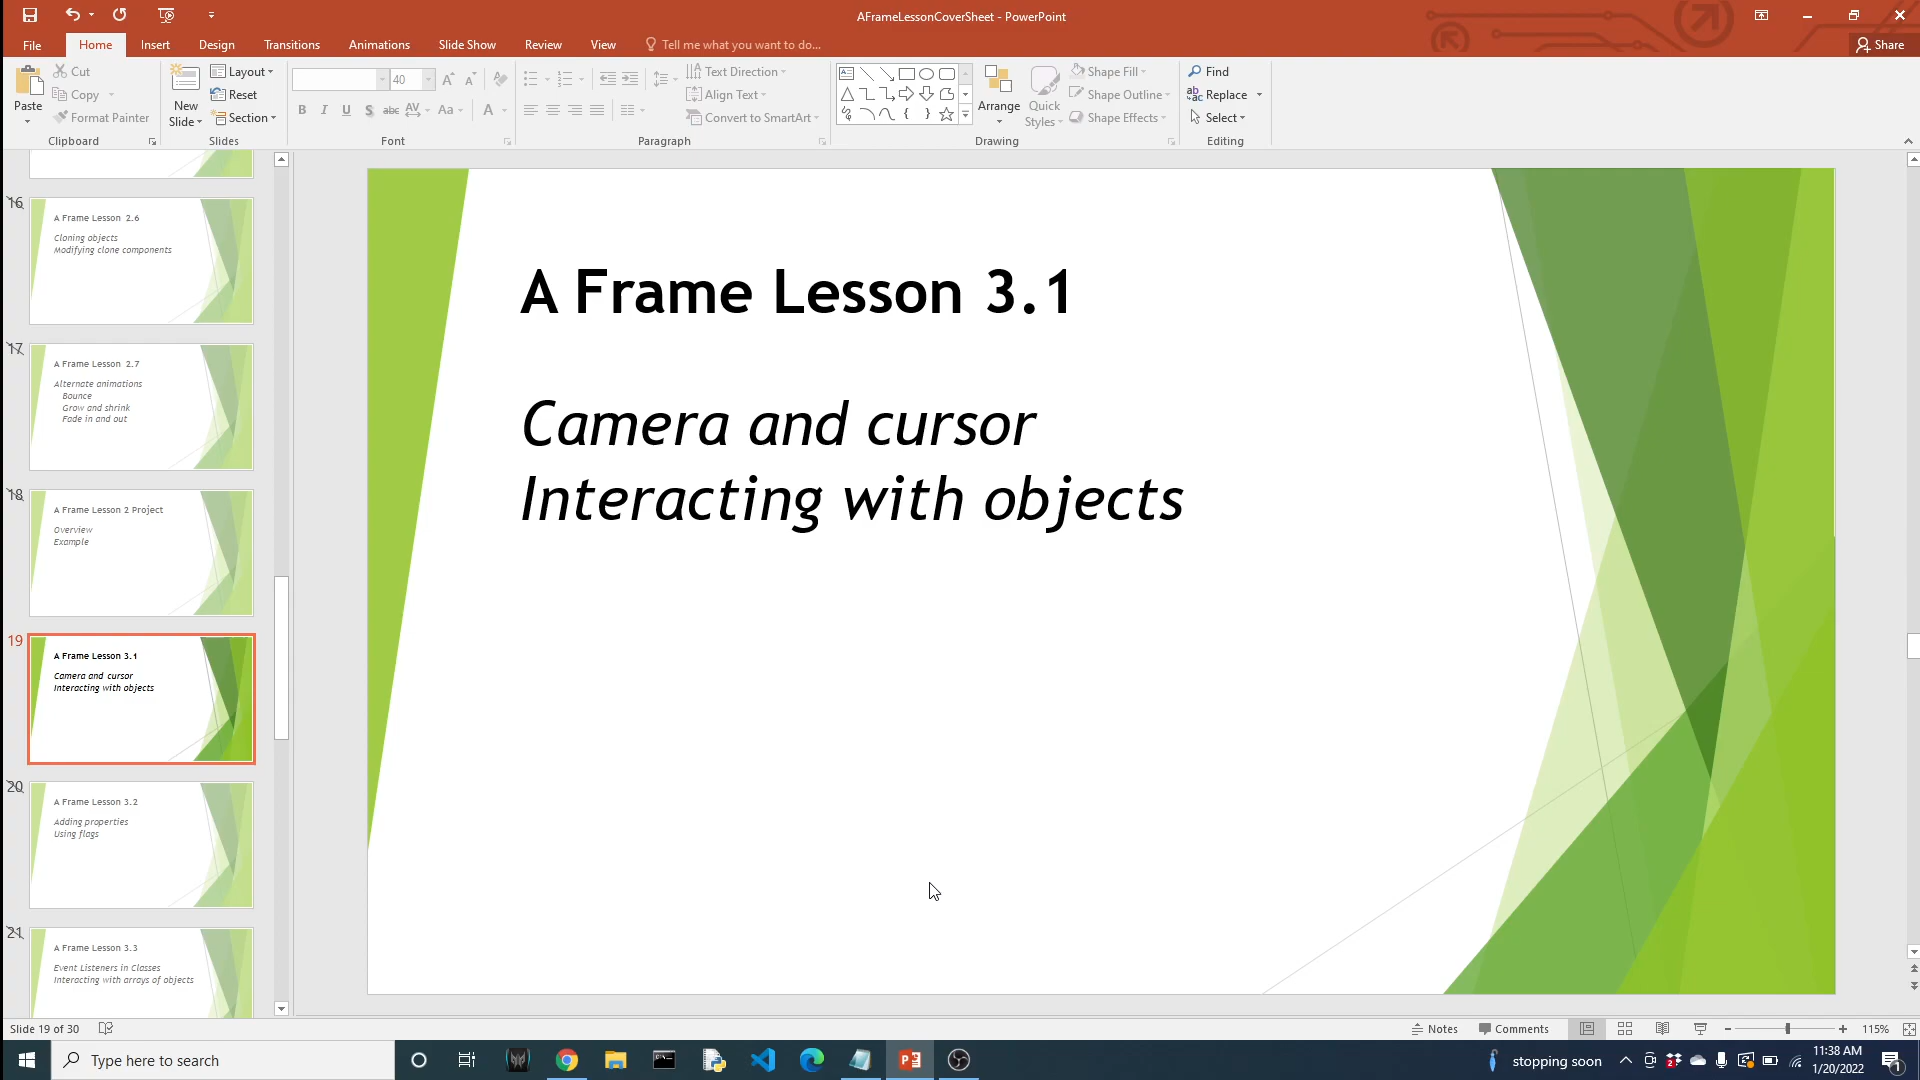 AFrameLessonCoverSheet - PowerPoint
File
Home
Insert
Design
Transitions
Animations
Slide Show
Review
View
Tell me what you want to do...
Share
Paste
Cut
Copy
Format Painter
Clipboard
New
Slide
Layout
Reset
Section
Slides
40
B I U S abc AV Aa A
Font
Text Direction
Align Text
Convert to SmartArt
Paragraph
Arrange
Quick
Styles
Shape Fill
Shape Outline
Shape Effects
Drawing
Find
Replace
Select
Editing
16
A Frame Lesson 2.6
Cloning objects
Modifying clone components
17
A Frame Lesson 2.7
Alternate animations
Bounce
Grow and shrink
Fade in and out
18
A Frame Lesson 2 Project
Overview
Example
19
A Frame Lesson 3.1
Camera and cursor
Interacting with objects
20
A Frame Lesson 3.2
Adding properties
Using flags
21
A Frame Lesson 3.3
Event Listeners in Classes
Interacting with arrays of objects
A Frame Lesson 3.1
Camera and cursor
Interacting with objects
Slide 19 of 30
Notes
Comments
115%
Type here to search
stopping soon
11:38 AM
1/20/2022